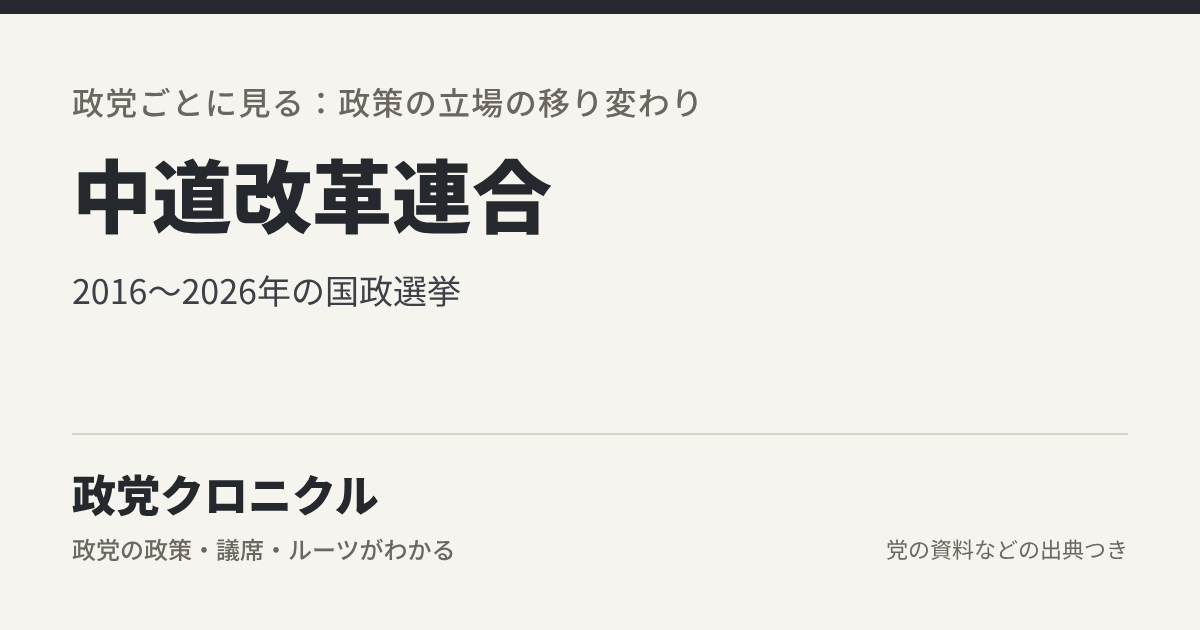 政党ごとに見る：政策の立場の移り変わり
中道改革連合
2016〜2026年の国政選挙
政党クロニクル
政党の政策・議席・ルーツがわかる
党の資料などの出典つき